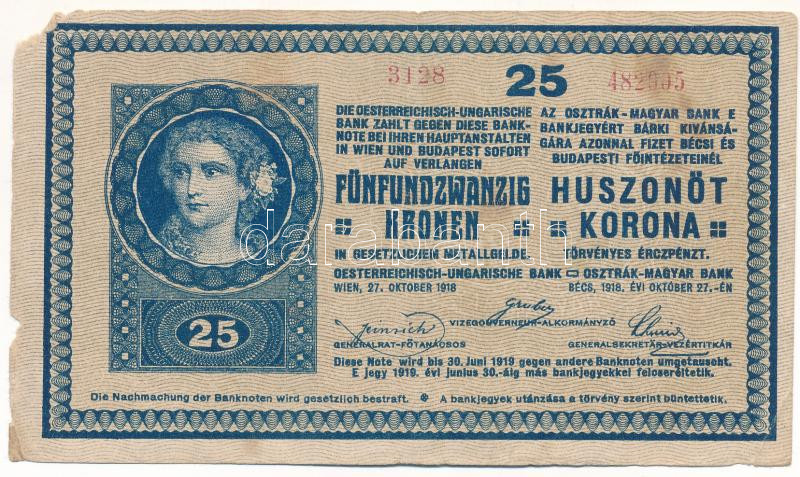 3128 25 482005
DIE OESTERREICHISCH-UNGARISCHE
BANK ZAHLT GEGEN DIESE BANK-
NOTE BEI IHREN HAUPTANSTALTEN
IN WIEN UND BUDAPEST SOFORT
AUF VERLANGEN
FÜNFUNDZWANZIG
KRONEN
IN GESETZLICHEM METALLGELDE.
OESTERREICHISCH-UNGARISCHE BANK
WIEN, 27. OKTOBER 1918
AZ OSZTRÁK-MAGYAR BANK E
BANKJEGYÉRT BÁRKI KIVÁNSÁ-
GÁRA AZONNAL FIZET BÉCSI ÉS
BUDAPESTI FŐINTÉZETEINÉL
HUSZONÖT
KORONA
TÖRVÉNYES ÉRCZPÉNZT.
OSZTRÁK-MAGYAR BANK
BÉCS, 1918. ÉVI OKTÓBER 27.-ÉN
25
Gruber
VIZEGOUVERNEUR-ALKORMÁNYZÓ
GENERALRAT-FŐTANÁCSOS
GENERALSEKRETÄR-VEZÉRTITKÁR
Diese Note wird bis 30. Juni 1919 gegen andere Banknoten umgetauscht.
E jegy 1919. évi junius 30.-áig más bankjegyekkel felcseréltetik.
Die Nachmachung der Banknoten wird gesetzlich bestraft. * A bankjegyek utánzása a törvény szerint büntettetik.
darabanth